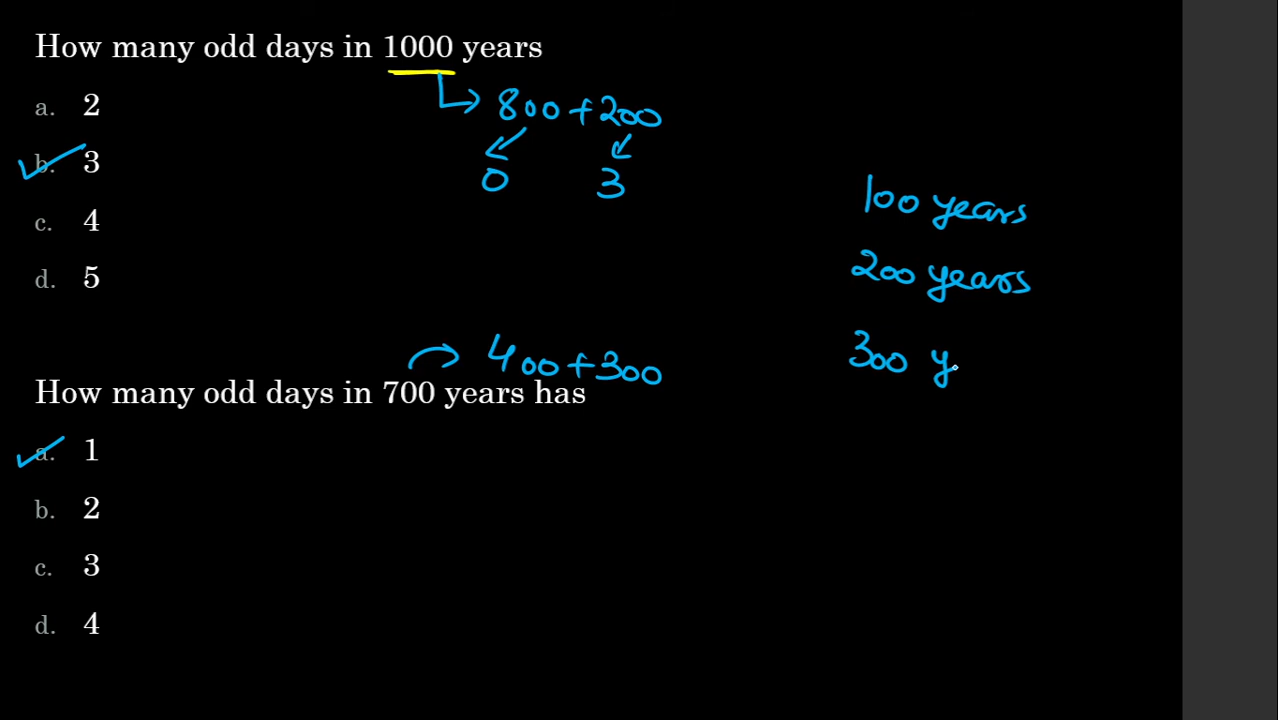 How many odd days in 1000 years
a. 2
b. 3
c. 4
d. 5
800+200
0 3
100 years
200 years
300 y
400+300
How many odd days in 700 years has
a. 1
b. 2
c. 3
d. 4